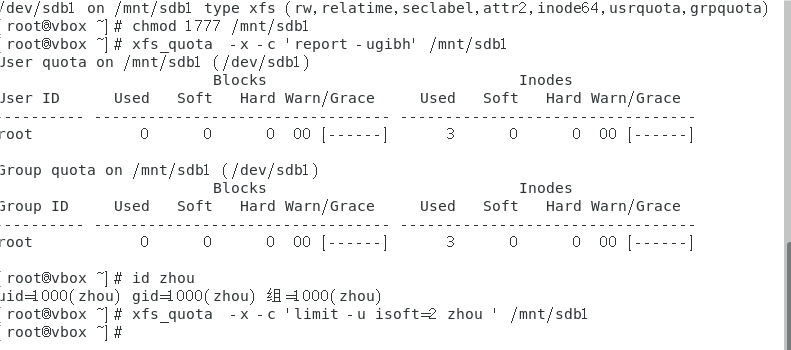 /dev/sdb1 on /mnt/sdb1 type xfs (rw,relatime,seclabel,attr2,inode64,usrquota,grpquota)
[root@vbox ~]# chmod 1777 /mnt/sdb1
[root@vbox ~]# xfs_quota -x -c 'report -ugibh' /mnt/sdb1
User quota on /mnt/sdb1 (/dev/sdb1)
Blocks Inodes
User ID Used Soft Hard Warn/Grace Used Soft Hard Warn/Grace
---------- --------------------------------- ---------------------------------
root 0 0 0 00 [------] 3 0 0 00 [------]
Group quota on /mnt/sdb1 (/dev/sdb1)
Blocks Inodes
Group ID Used Soft Hard Warn/Grace Used Soft Hard Warn/Grace
---------- --------------------------------- ---------------------------------
root 0 0 0 00 [------] 3 0 0 00 [------]
[root@vbox ~]# id zhou
uid=1000(zhou) gid=1000(zhou) 组=1000(zhou)
[root@vbox ~]# xfs_quota -x -c 'limit -u isoft=2 zhou ' /mnt/sdb1
[root@vbox ~]#